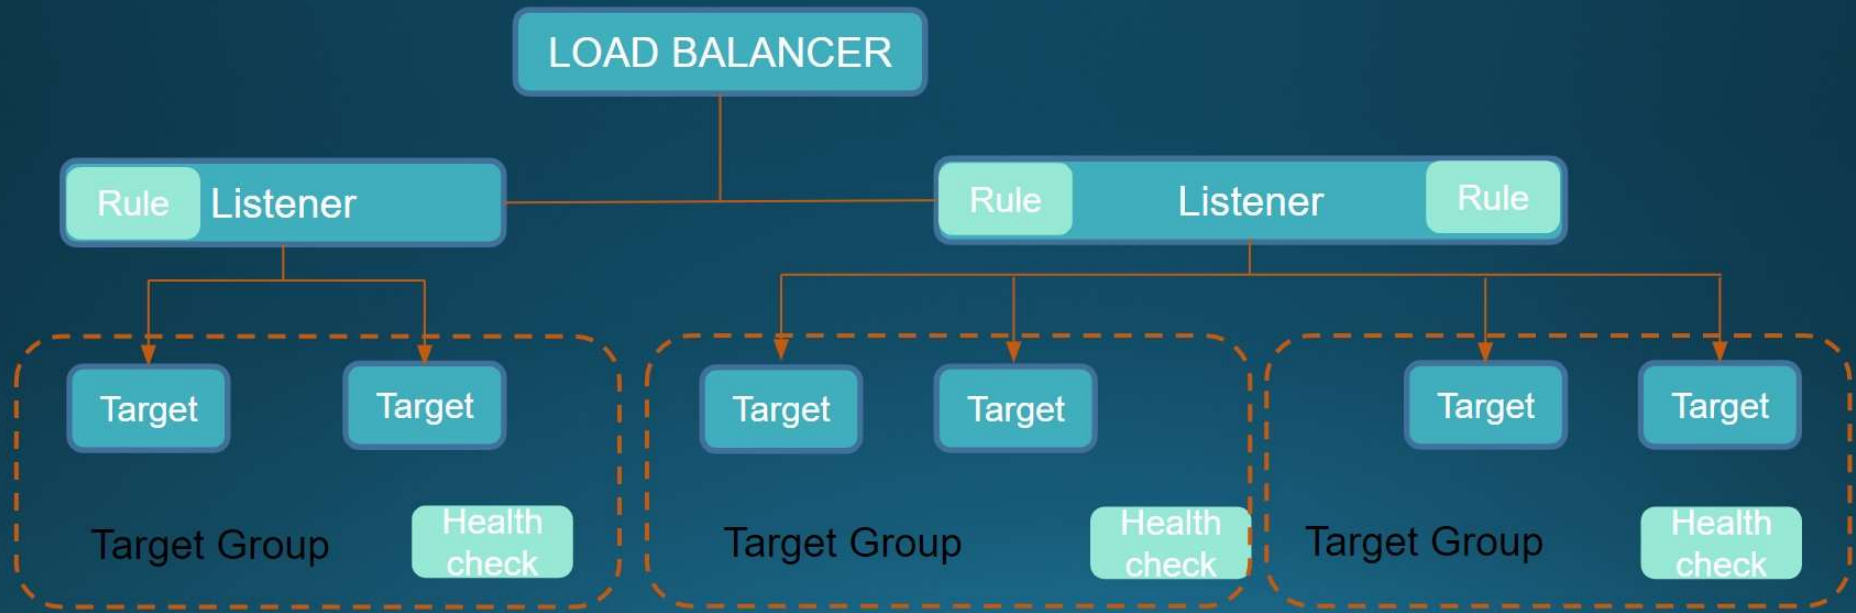 LOAD BALANCER
Rule
Listener
Rule
Listener
Rule
Target
Target
Target
Target
Target
Target
Target Group
Health
check
Target Group
Health
check
Target Group
Health
check